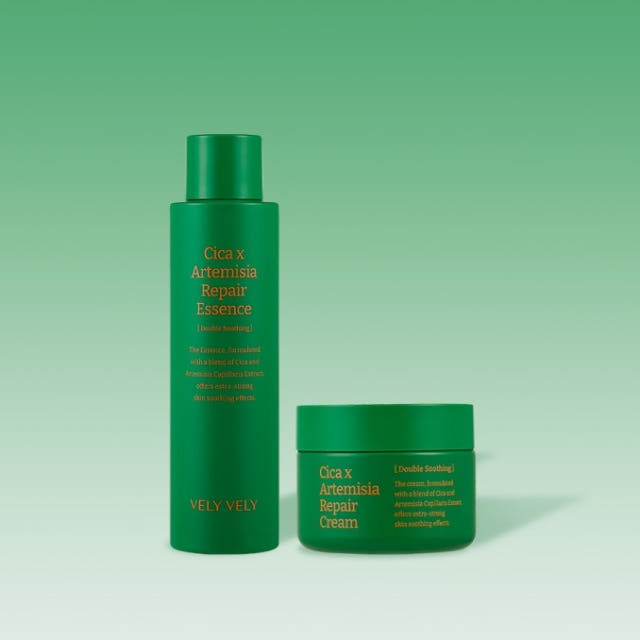 Cica x
Artemisia
Repair
Essence
[Double Soothing]
The Essence, formulated
with a blend of Cica and
Artemisia Capillaris Extract,
offers extra-strong
skin soothing effects.
VELY VELY
Cica x
Artemisia
Repair
Cream
[Double Soothing]
The cream, formulated
with a blend of Cica and
Artemisia Capillaris Extract,
offers extra-strong
skin soothing effects.